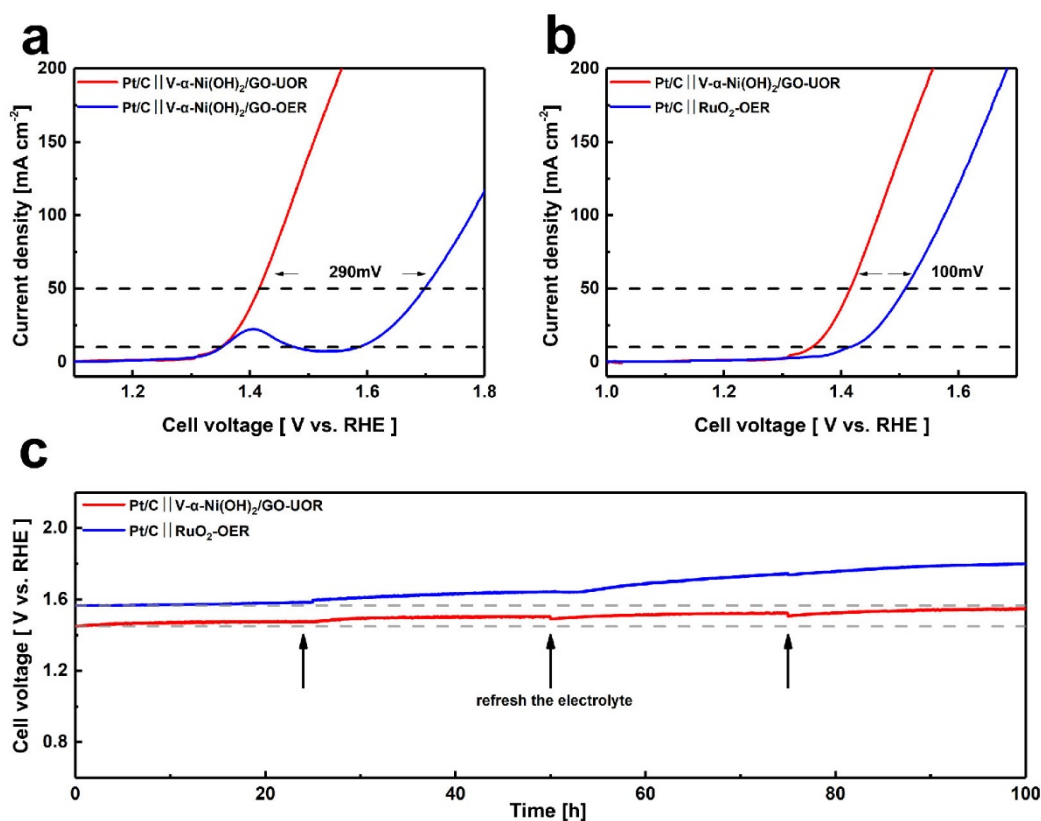 a
Pt/C || V-α-Ni(OH)₂/GO-UOR
Pt/C || V-α-Ni(OH)₂/GO-OER
290mV
Current density [mA cm⁻²]
200
150
100
50
0
1.2 1.4 1.6 1.8
Cell voltage [ V vs. RHE ]
b
Pt/C || V-α-Ni(OH)₂/GO-UOR
Pt/C || RuO₂-OER
100mV
Current density [mA cm⁻²]
200
150
100
50
0
1.0 1.2 1.4 1.6
Cell voltage [ V vs. RHE ]
c
Pt/C || V-α-Ni(OH)₂/GO-UOR
Pt/C || RuO₂-OER
refresh the electrolyte
Cell voltage [ V vs. RHE ]
2.0
1.6
1.2
0.8
0 20 40 60 80 100
Time [h]